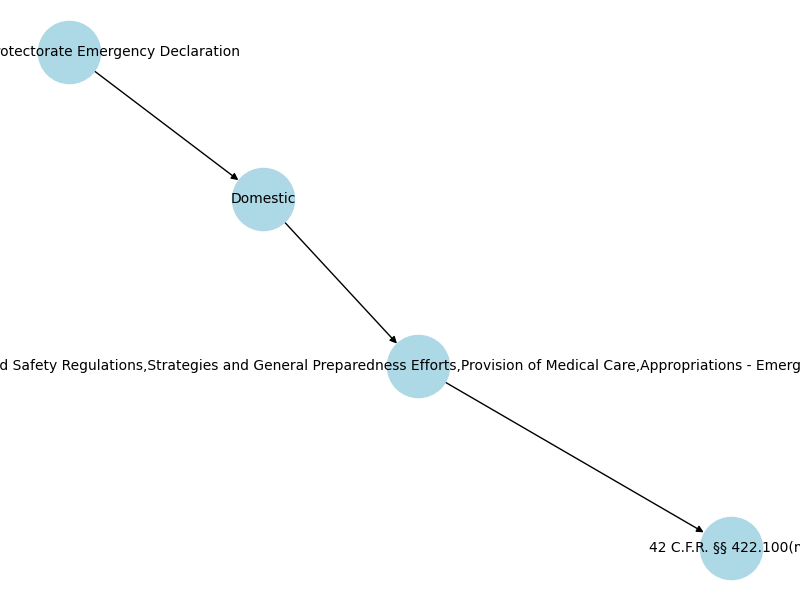 otectorate Emergency Declaration
Domestic
d Safety Regulations,Strategies and General Preparedness Efforts,Provision of Medical Care,Appropriations - Emerg
42 C.F.R. §§ 422.100(